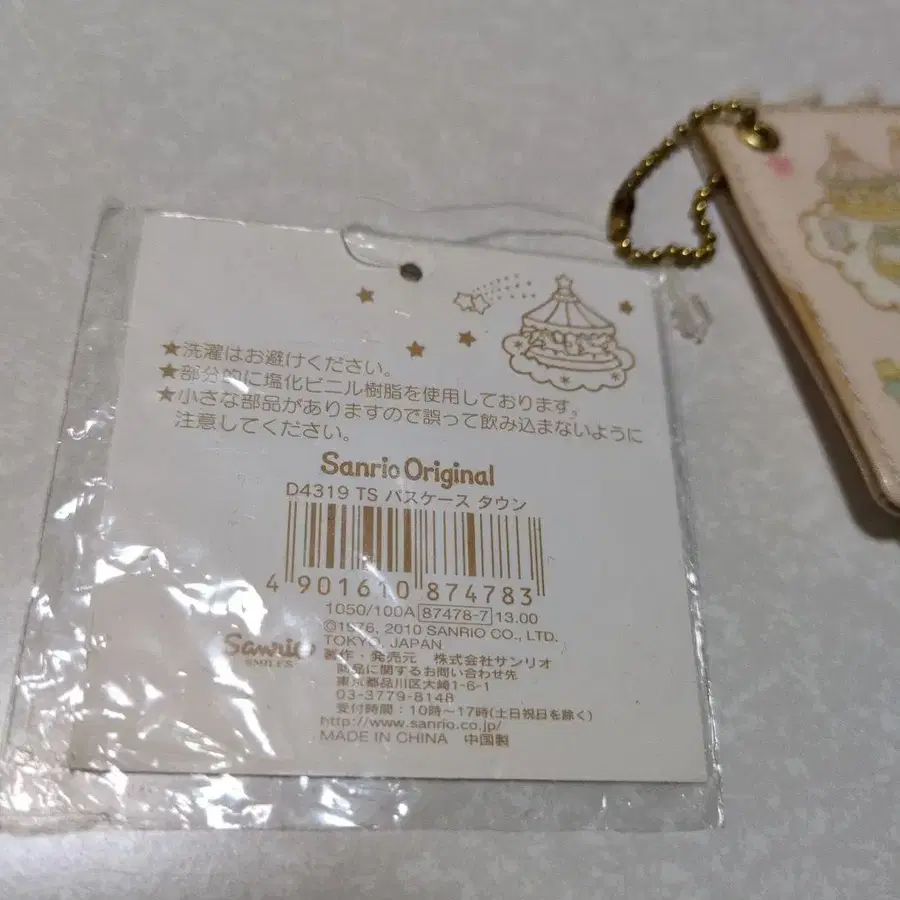 ★洗濯はお避けください。
★部分的に塩化ビニル樹脂を使用しております。
★小さな部品がありますので誤って飲み込まないように
注意してください。
Sanrio Original
D4319 TS パスケース タウン
4 901610 874783
1050/100A 87478-7 13.00
©1976, 2010 SANRIO CO., LTD.
TOKYO, JAPAN
Sanrio
SMILES
著作・発売元 株式会社サンリオ
商品に関するお問い合わせ先
東京都品川区大崎1-6-1
03-3779-8148
受付時間：10時〜17時(土日祝日を除く)
http://www.sanrio.co.jp/
MADE IN CHINA 中国製